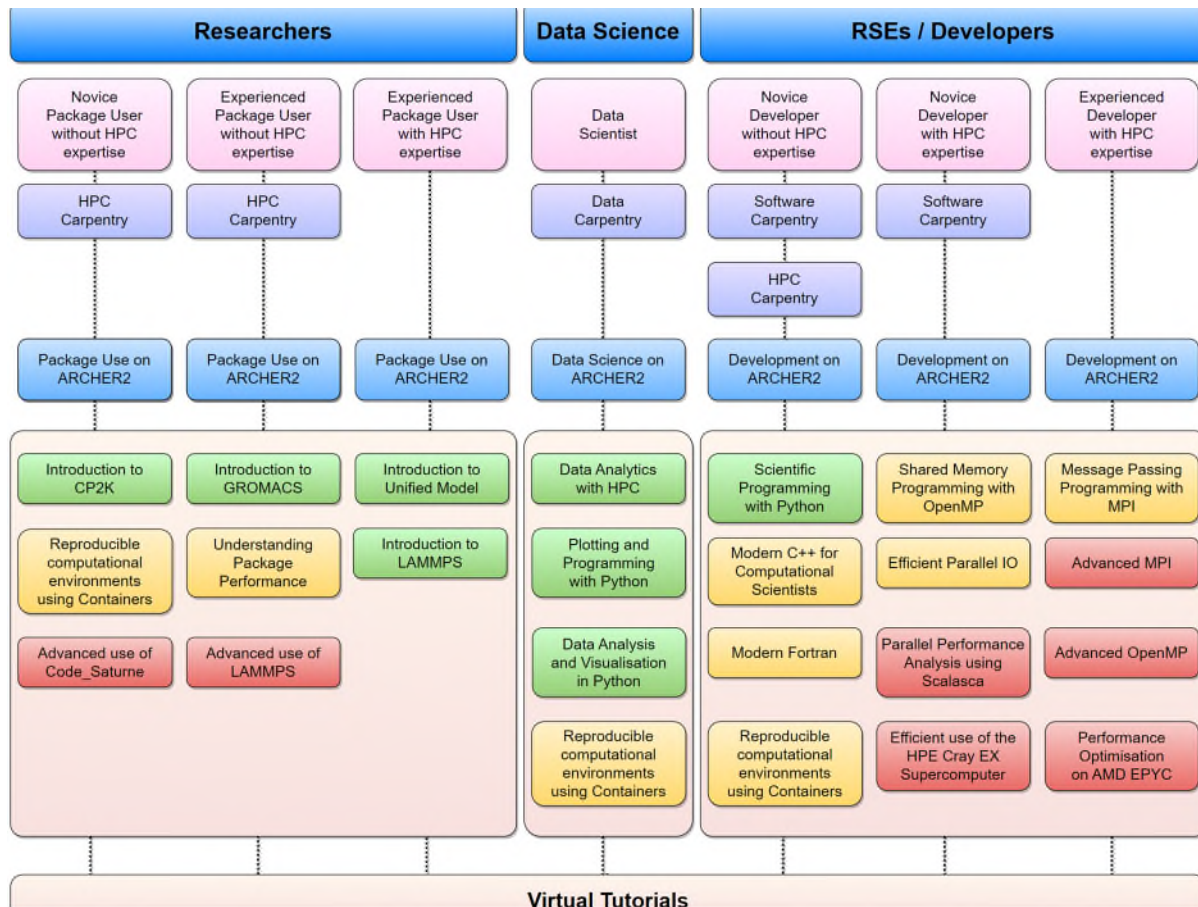 Researchers
Data Science
RSEs / Developers
Novice
Package User
without HPC
expertise
Experienced
Package User
without HPC
expertise
Experienced
Package User
with HPC
expertise
Data
Scientist
Novice
Developer
without HPC
expertise
Novice
Developer
with HPC
expertise
Experienced
Developer
with HPC
expertise
HPC
Carpentry
HPC
Carpentry
Data
Carpentry
Software
Carpentry
Software
Carpentry
HPC
Carpentry
Package Use on
ARCHER2
Package Use on
ARCHER2
Package Use on
ARCHER2
Data Science on
ARCHER2
Development on
ARCHER2
Development on
ARCHER2
Development on
ARCHER2
Introduction to
CP2K
Introduction to
GROMACS
Introduction to
Unified Model
Reproducible
computational
environments
using Containers
Understanding
Package
Performance
Introduction to
LAMMPS
Advanced use of
Code_Saturne
Advanced use of
LAMMPS
Data Analytics
with HPC
Plotting and
Programming
with Python
Data Analysis
and Visualisation
in Python
Reproducible
computational
environments
using Containers
Scientific
Programming
with Python
Shared Memory
Programming with
OpenMP
Message Passing
Programming with
MPI
Modern C++ for
Computational
Scientists
Efficient Parallel IO
Advanced MPI
Modern Fortran
Parallel Performance
Analysis using
Scalasca
Advanced OpenMP
Reproducible
computational
environments
using Containers
Efficient use of the
HPE Cray EX
Supercomputer
Performance
Optimisation
on AMD EPYC
Virtual Tutorials